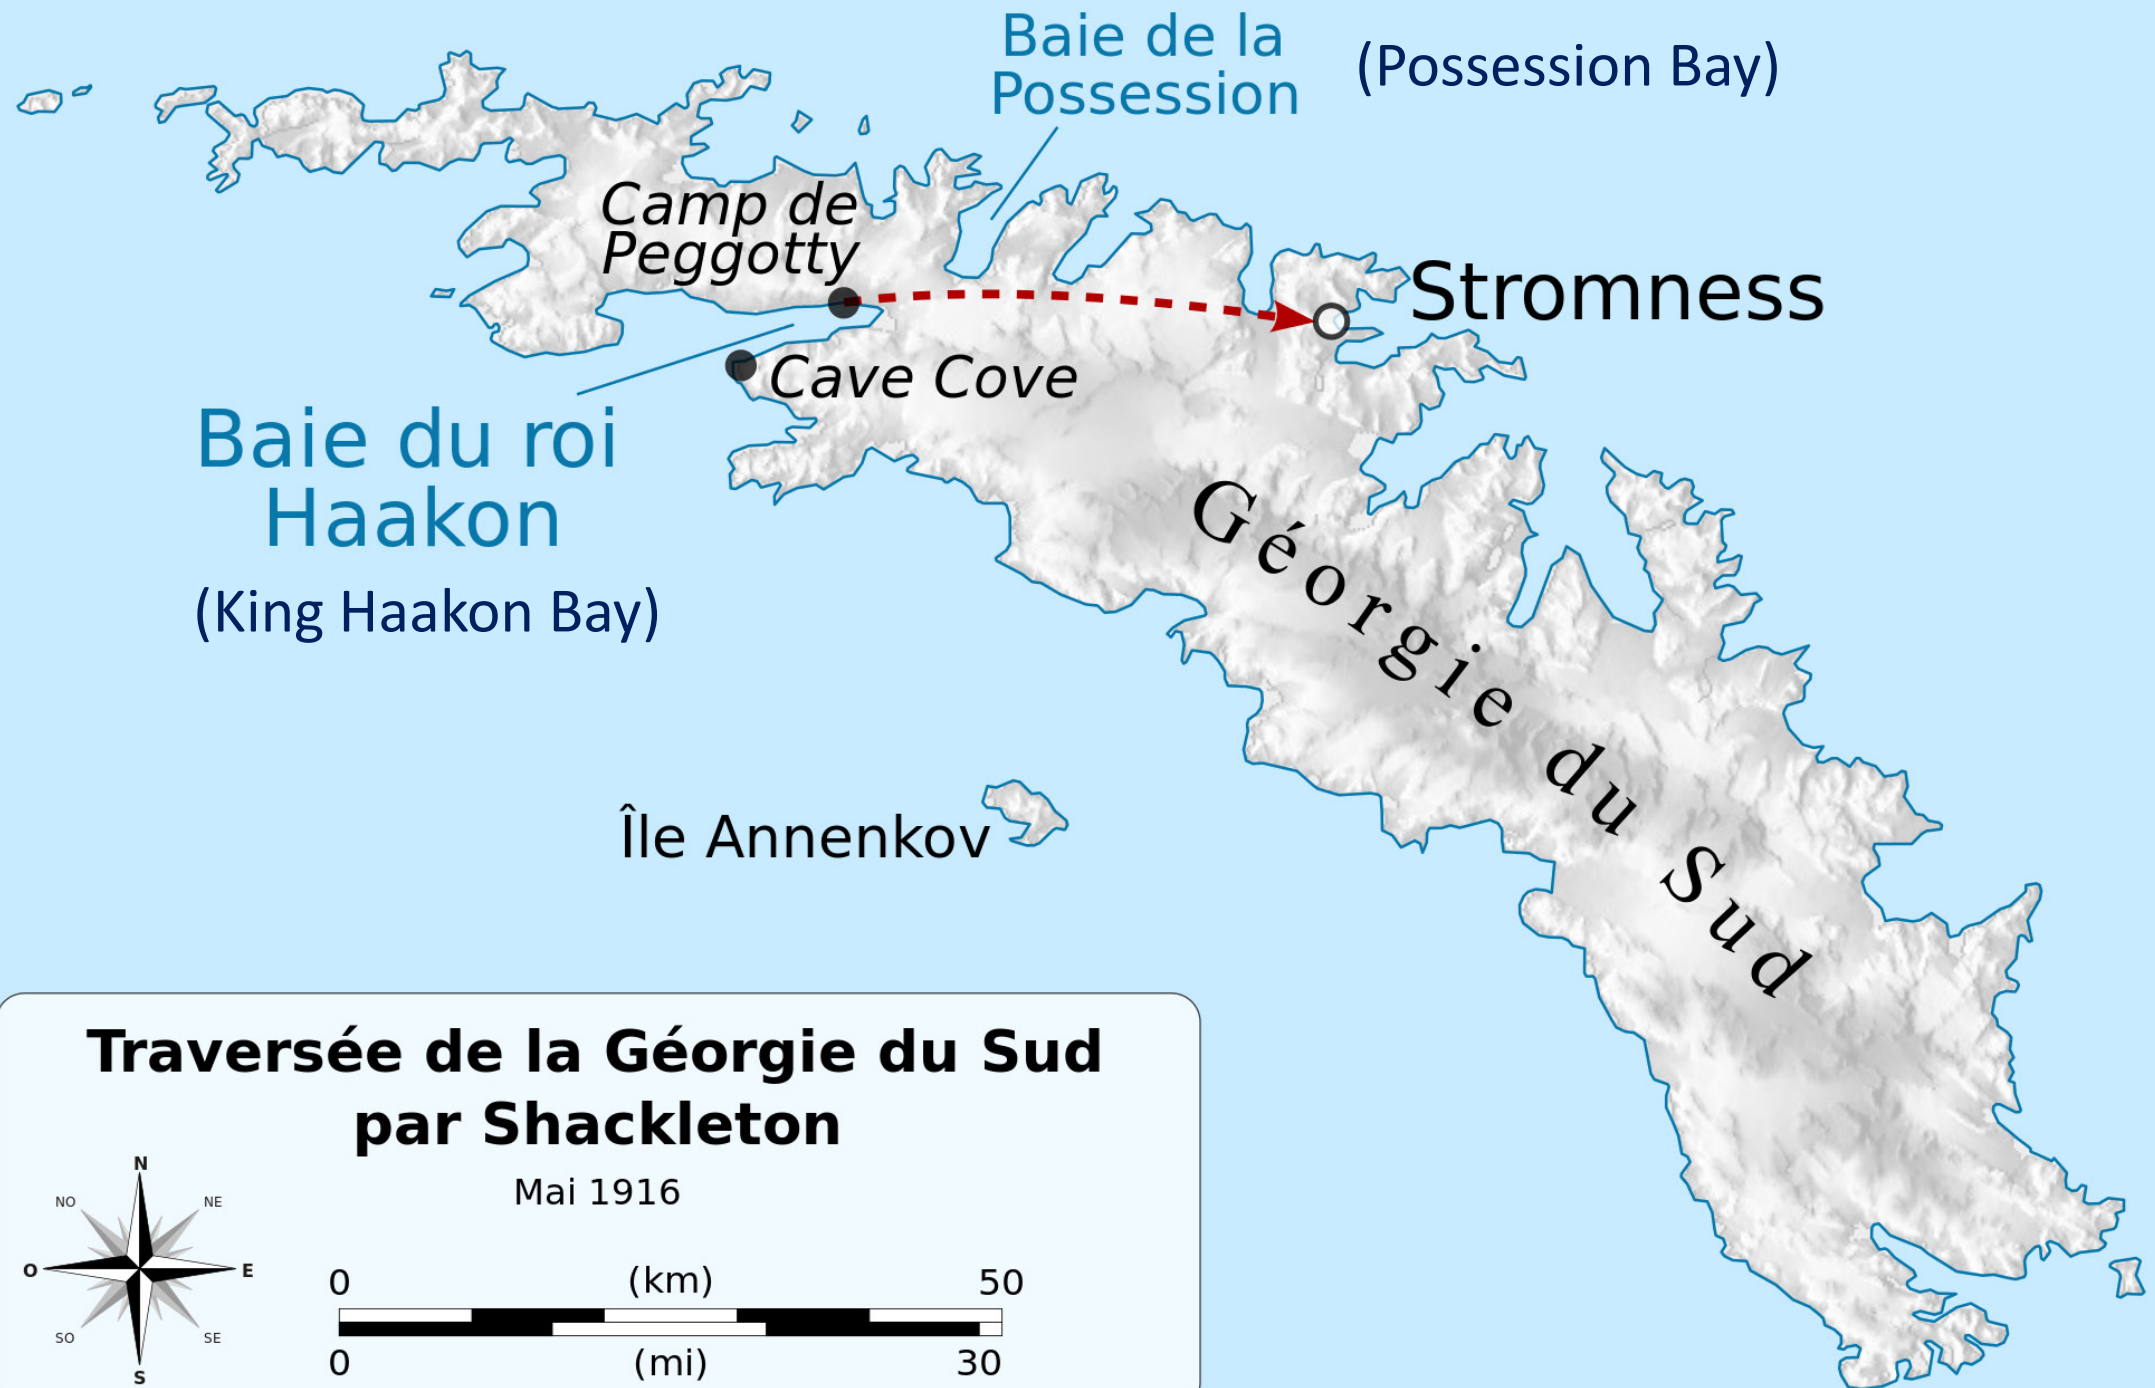 Baie de la
Possession
(Possession Bay)
Camp de
Peggotty
Stromness
Cave Cove
Baie du roi
Haakon
(King Haakon Bay)
Géorgie du Sud
Île Annenkov
Traversée de la Géorgie du Sud
par Shackleton
Mai 1916
N
NO
NE
O
E
SO
SE
S
0 (km) 50
0 (mi) 30